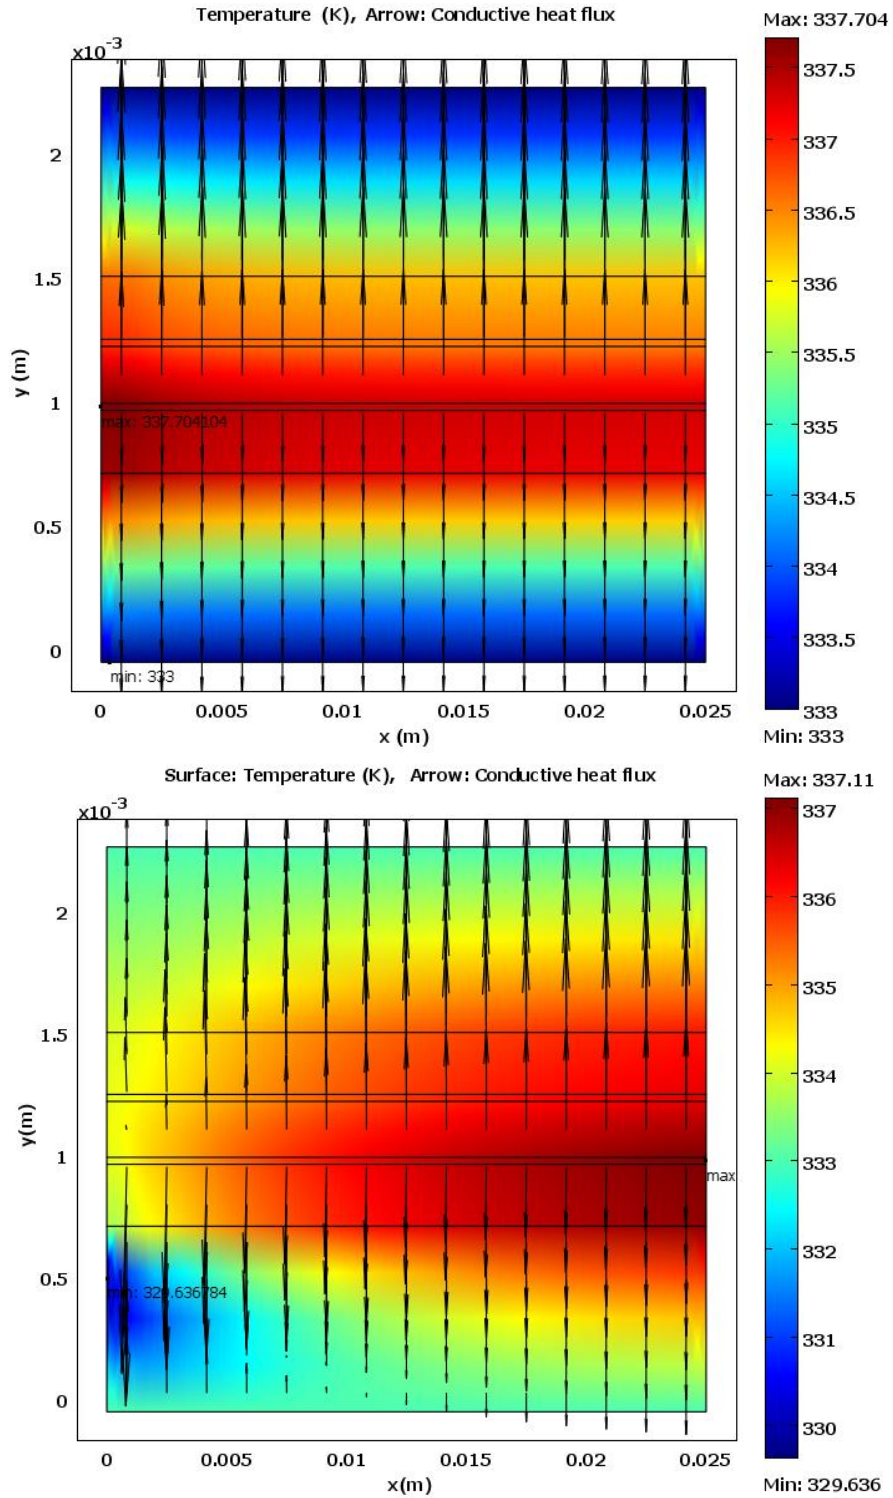 Temperature (K), Arrow: Conductive heat flux
Max: 337.704
x10⁻³
337.5
337
336.5
336
335.5
335
334.5
334
333.5
333
Min: 333
2
1.5
1
0.5
0
y (m)
max: 337.704104
min: 333
0 0.005 0.01 0.015 0.02 0.025
x (m)
Surface: Temperature (K), Arrow: Conductive heat flux
Max: 337.11
x10⁻³
337
336
335
334
333
332
331
330
Min: 329.636
2
1.5
1
0.5
0
y(m)
max
min: 329.636784
0 0.005 0.01 0.015 0.02 0.025
x(m)